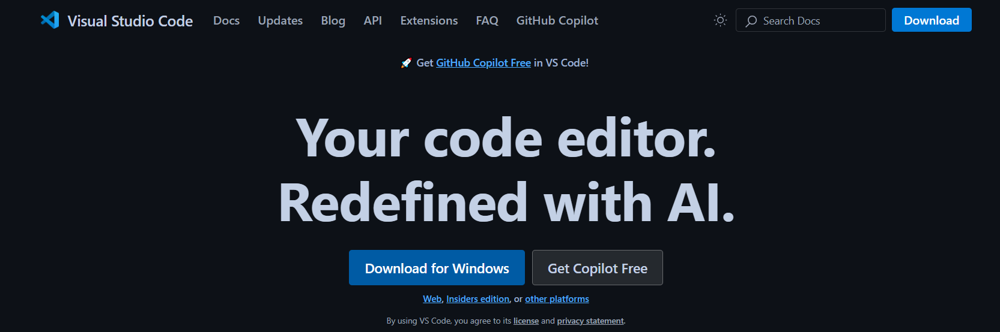 Visual Studio Code Docs Updates Blog API Extensions FAQ GitHub Copilot Search Docs Download
Get GitHub Copilot Free in VS Code!
Your code editor.
Redefined with AI.
Download for Windows Get Copilot Free
Web, Insiders edition, or other platforms
By using VS Code, you agree to its license and privacy statement.